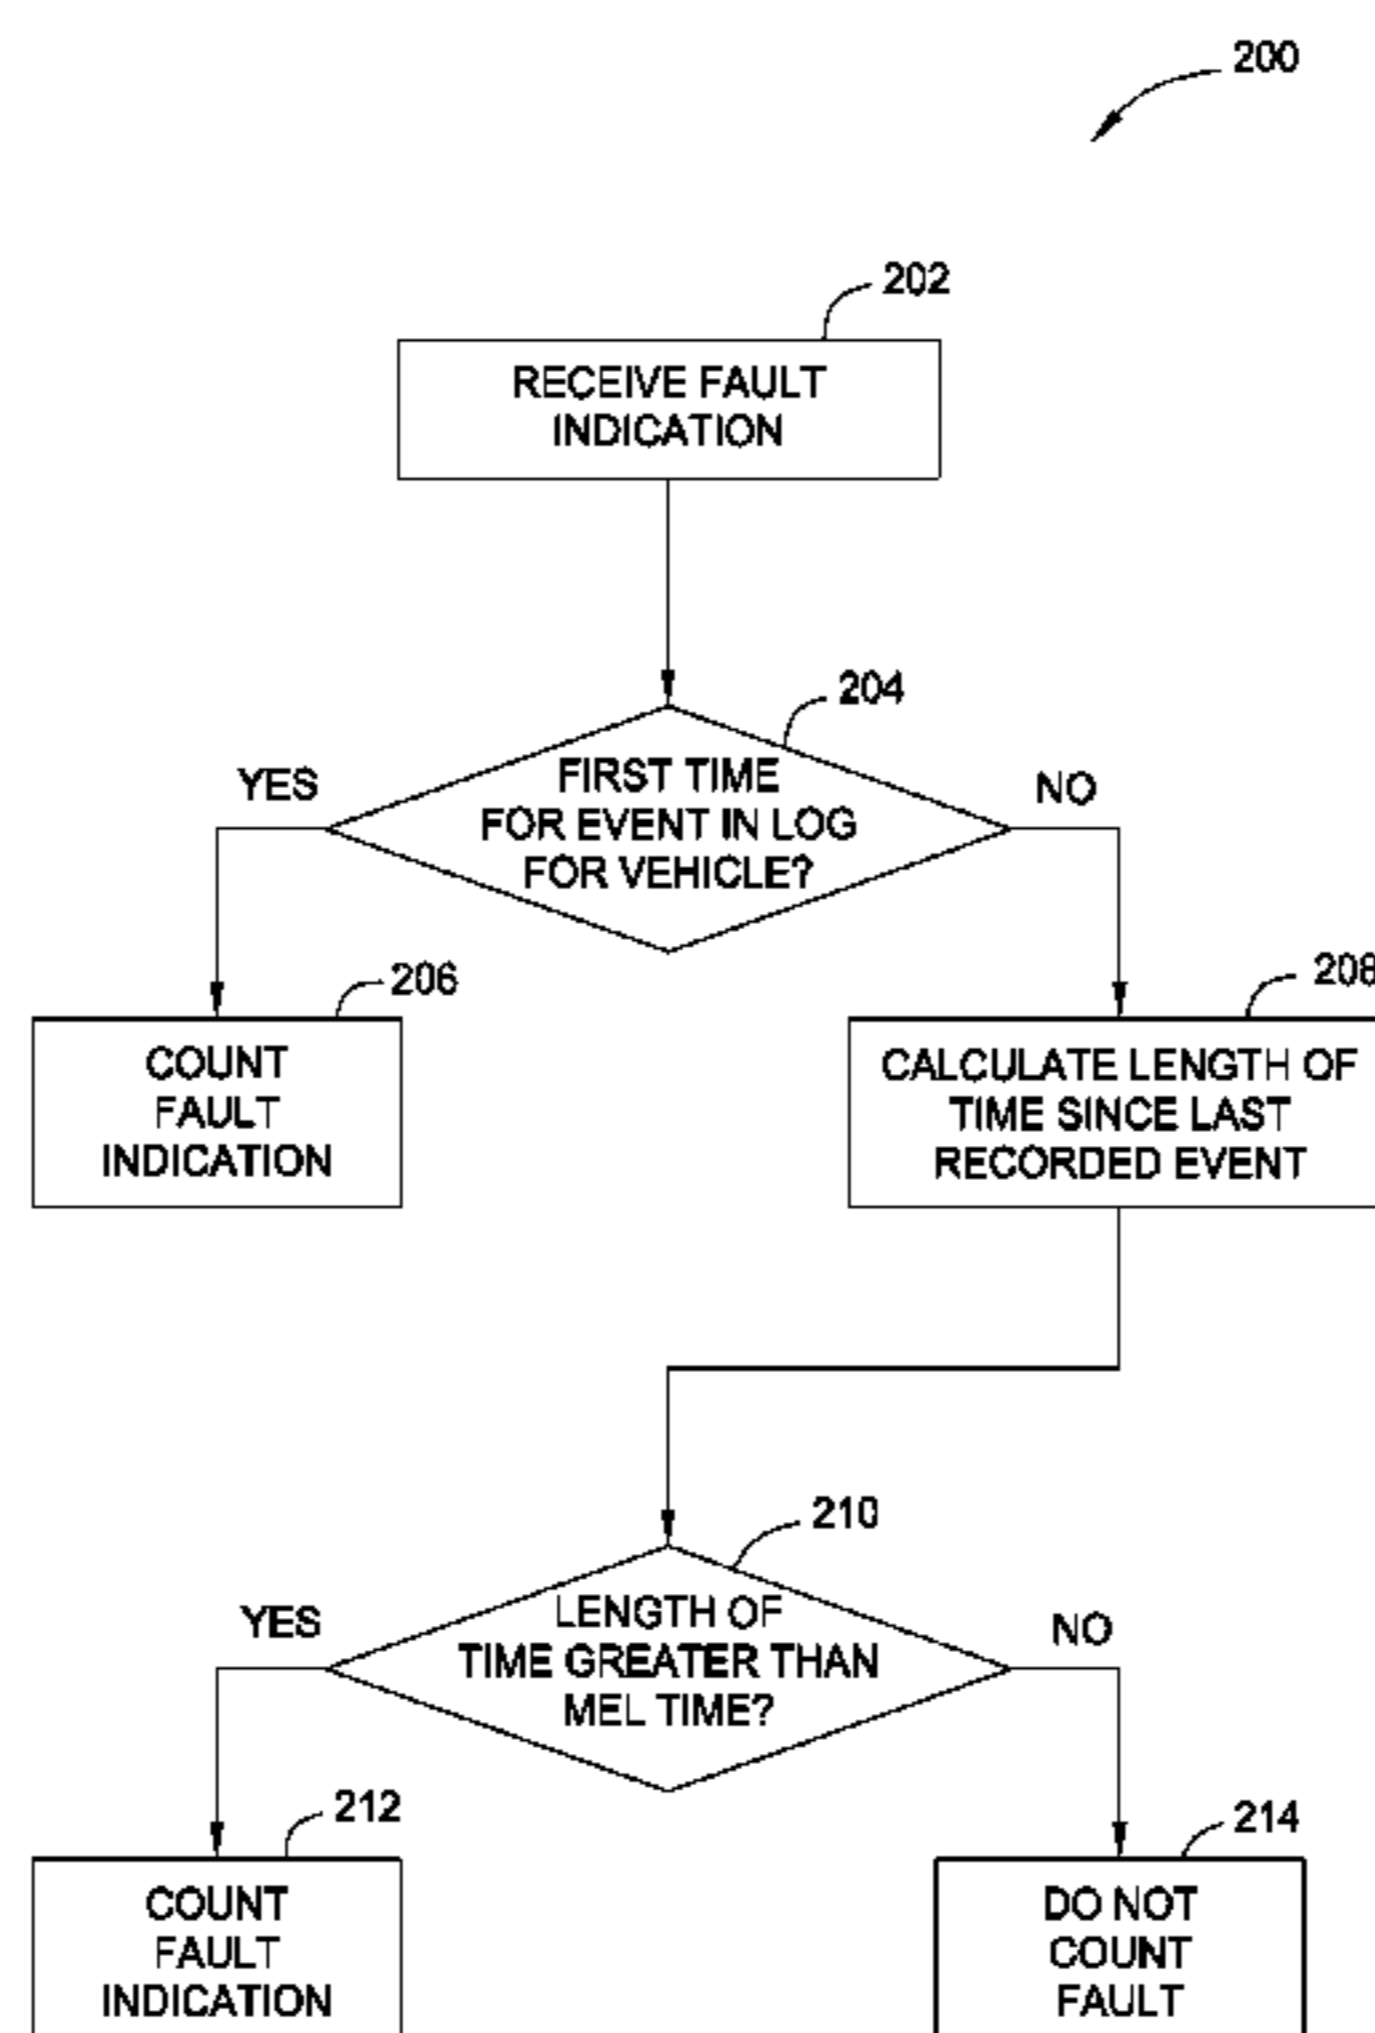 200
202
RECEIVE FAULT
INDICATION
204
FIRST TIME
FOR EVENT IN LOG
FOR VEHICLE?
YES
NO
206
COUNT
FAULT
INDICATION
208
CALCULATE LENGTH OF
TIME SINCE LAST
RECORDED EVENT
210
LENGTH OF
TIME GREATER THAN
MEL TIME?
YES
NO
212
COUNT
FAULT
INDICATION
214
DO NOT
COUNT
FAULT